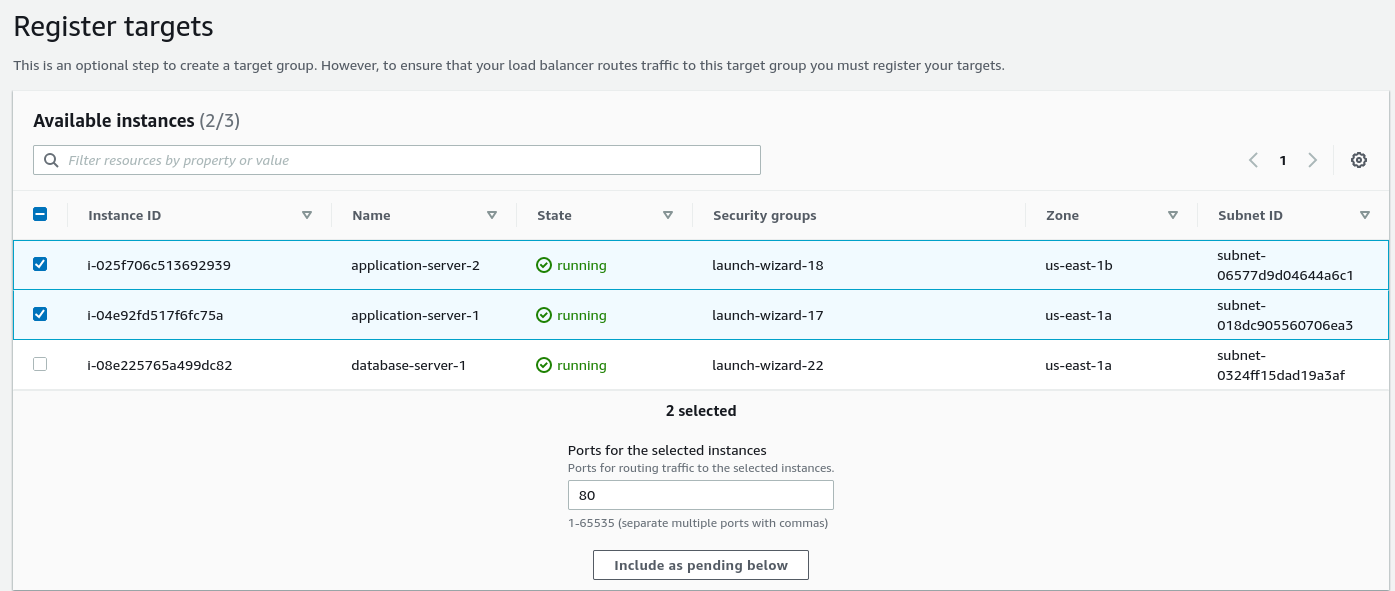 Register targets
This is an optional step to create a target group. However, to ensure that your load balancer routes traffic to this target group you must register your targets.
Available instances (2/3)
Filter resources by property or value
1
Instance ID Name State Security groups Zone Subnet ID
i-025f706c513692939 application-server-2 running launch-wizard-18 us-east-1b subnet-
06577d9d04644a6c1
i-04e92fd517f6fc75a application-server-1 running launch-wizard-17 us-east-1a subnet-
018dc905560706ea3
i-08e225765a499dc82 database-server-1 running launch-wizard-22 us-east-1a subnet-
0324ff15dad19a3af
2 selected
Ports for the selected instances
Ports for routing traffic to the selected instances.
80
1-65535 (separate multiple ports with commas)
Include as pending below